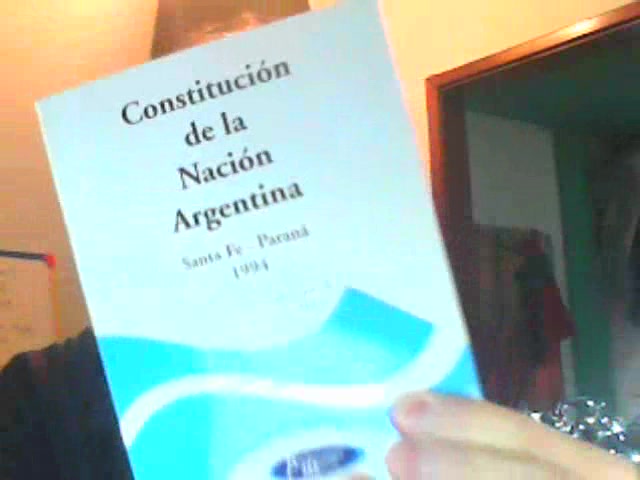 Constitución
de la
Nación
Argentina
Santa Fe - Paraná
1994